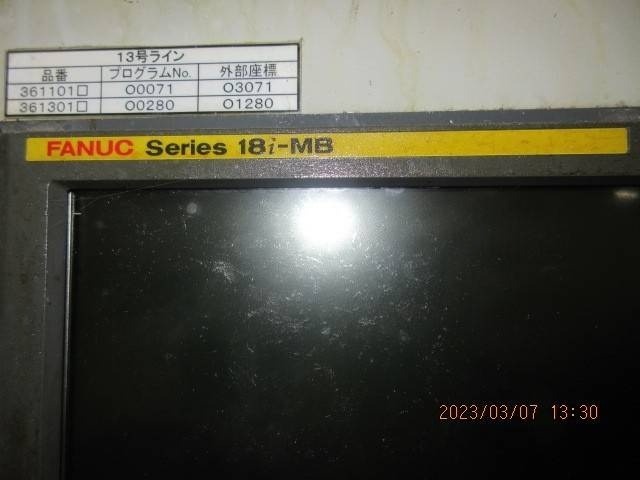 13号ライン
品番 プログラムNo. 外部座標
361101□ O0071 O3071
361301□ O0280 O1280
FANUC Series 18i-MB
2023/03/07 13:30